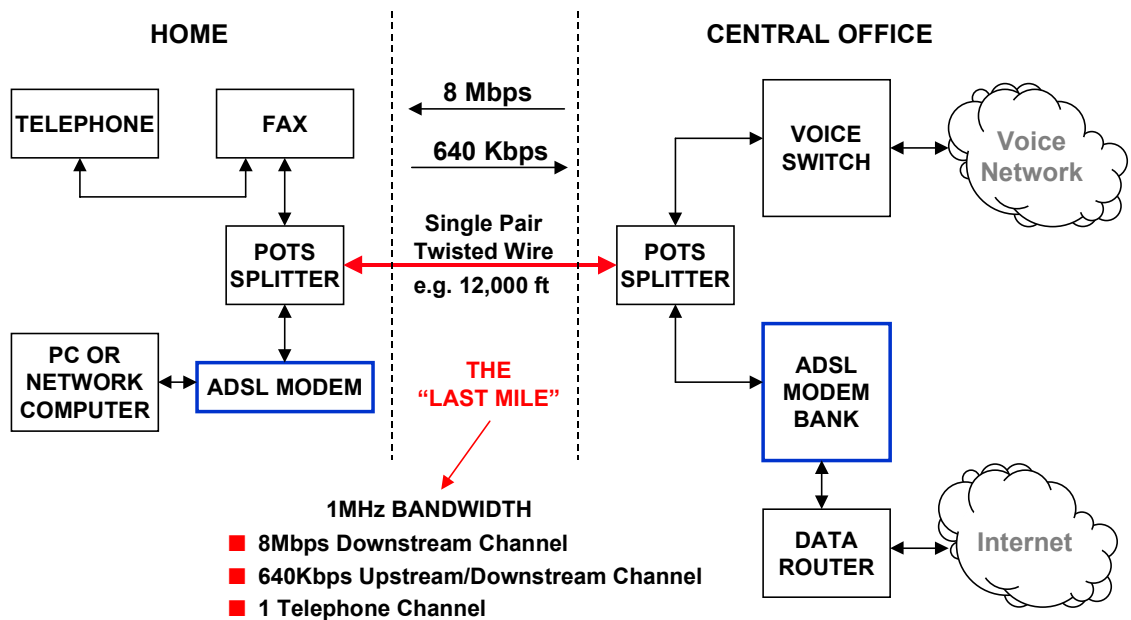 HOME
CENTRAL OFFICE
TELEPHONE
FAX
8 Mbps
640 Kbps
VOICE
SWITCH
Voice
Network
POTS
SPLITTER
Single Pair
Twisted Wire
e.g. 12,000 ft
POTS
SPLITTER
PC OR
NETWORK
COMPUTER
ADSL MODEM
THE
“LAST MILE”
ADSL
MODEM
BANK
1MHz BANDWIDTH
8Mbps Downstream Channel
640Kbps Upstream/Downstream Channel
1 Telephone Channel
DATA
ROUTER
Internet